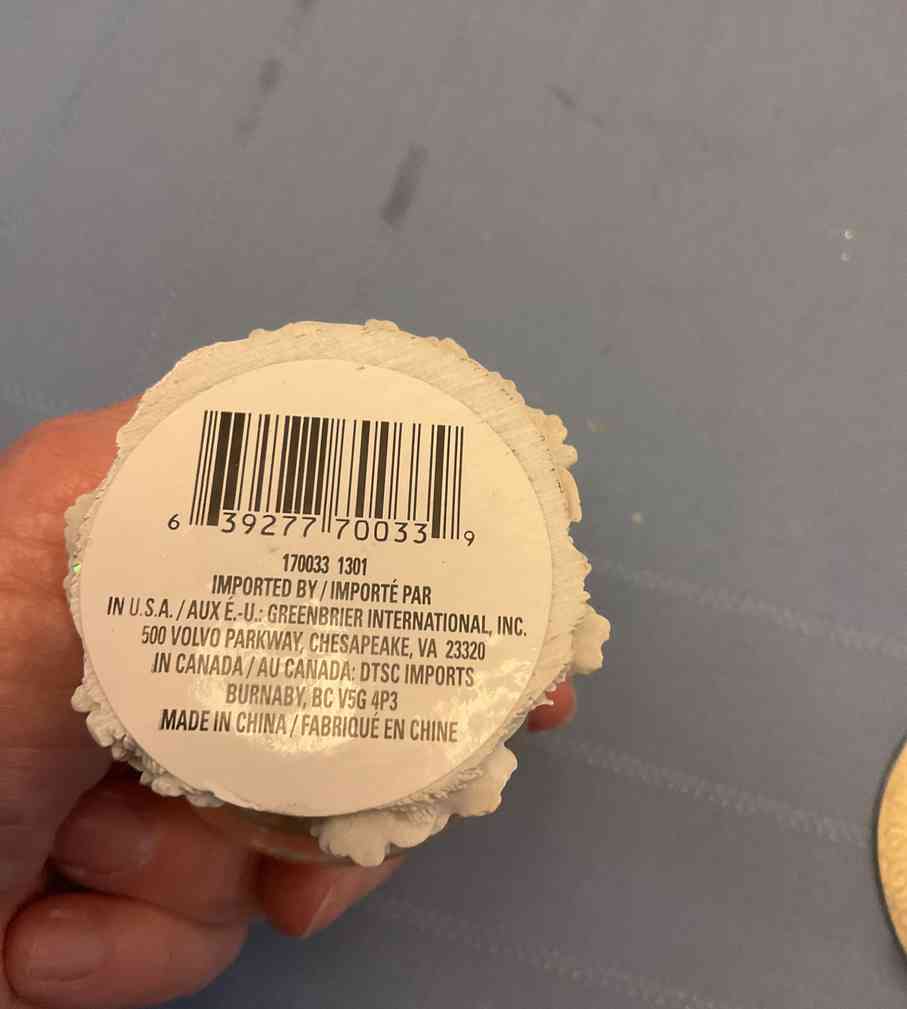 6 39277 70033 9
170033 1301
IMPORTED BY / IMPORTÉ PAR
IN U.S.A. / AUX É.-U.: GREENBRIER INTERNATIONAL, INC.
500 VOLVO PARKWAY, CHESAPEAKE, VA 23320
IN CANADA / AU CANADA: DTSC IMPORTS
BURNABY, BC V5G 4P3
MADE IN CHINA / FABRIQUÉ EN CHINE